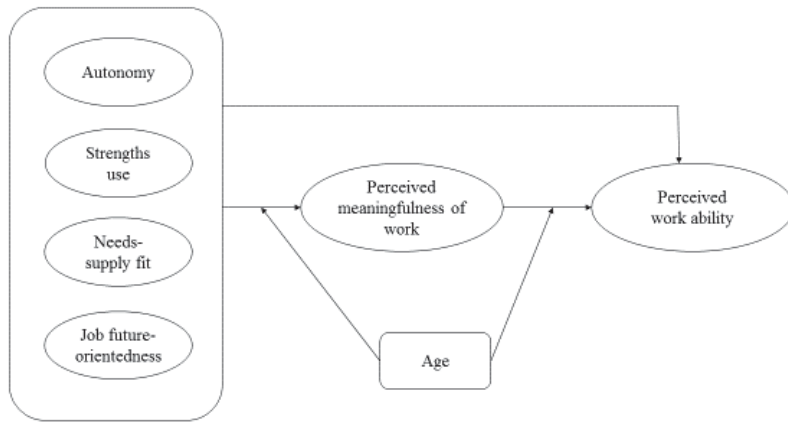 Autonomy
Strengths
use
Needs-
supply fit
Job future-
orientedness
Perceived
meaningfulness of
work
Perceived
work ability
Age